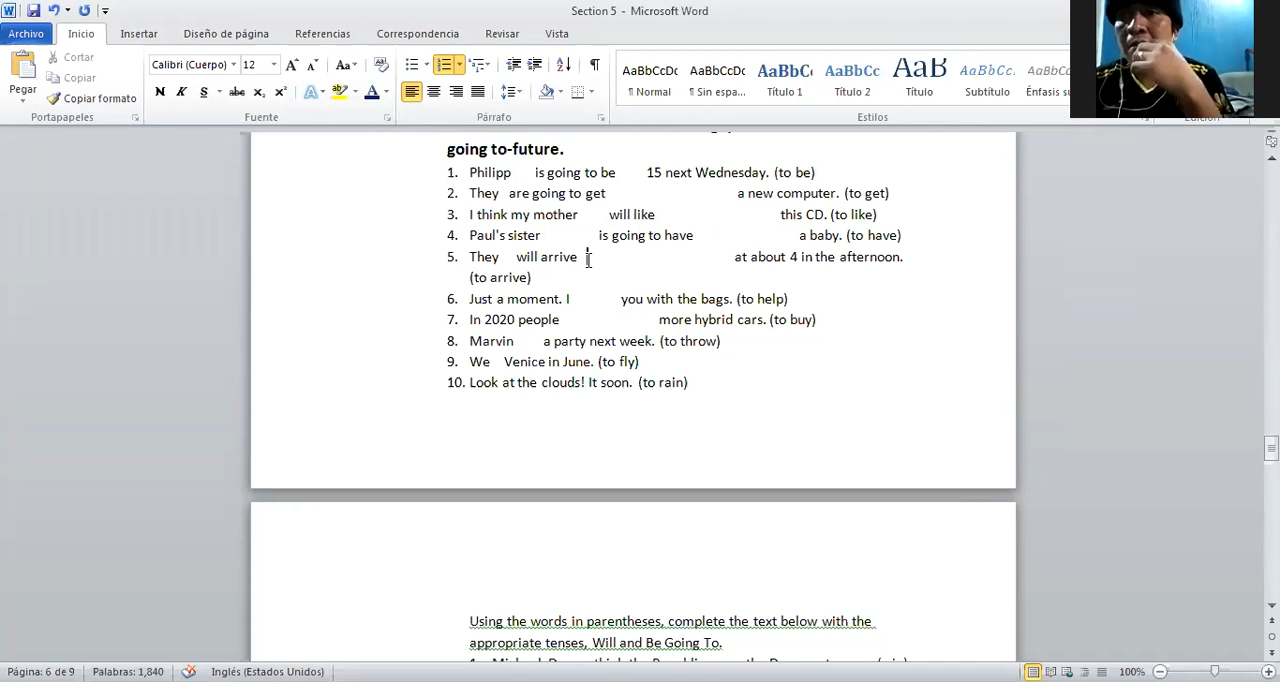 Section 5 - Microsoft Word
Archivo Inicio Insertar Diseño de página Referencias Correspondencia Revisar Vista
Pegar
Cortar
Copiar
Copiar formato
Portapapeles
Calibri (Cuerpo) 12
N K S abc x₂ x²
Fuente
Párrafo
AaBbCcDc AaBbCcDc AaBbC AaBbCc AaB AaBbCc. AaBbCcDc
¶ Normal ¶ Sin espa... Título 1 Título 2 Título Subtítulo Énfasis su
Estilos
going to-future.
1. Philipp is going to be 15 next Wednesday. (to be)
2. They are going to get a new computer. (to get)
3. I think my mother will like this CD. (to like)
4. Paul's sister is going to have a baby. (to have)
5. They will arrive at about 4 in the afternoon.
(to arrive)
6. Just a moment. I you with the bags. (to help)
7. In 2020 people more hybrid cars. (to buy)
8. Marvin a party next week. (to throw)
9. We Venice in June. (to fly)
10. Look at the clouds! It soon. (to rain)
Using the words in parentheses, complete the text below with the
appropriate tenses, Will and Be Going To.
Página: 6 de 9 Palabras: 1,840 Inglés (Estados Unidos) 100%